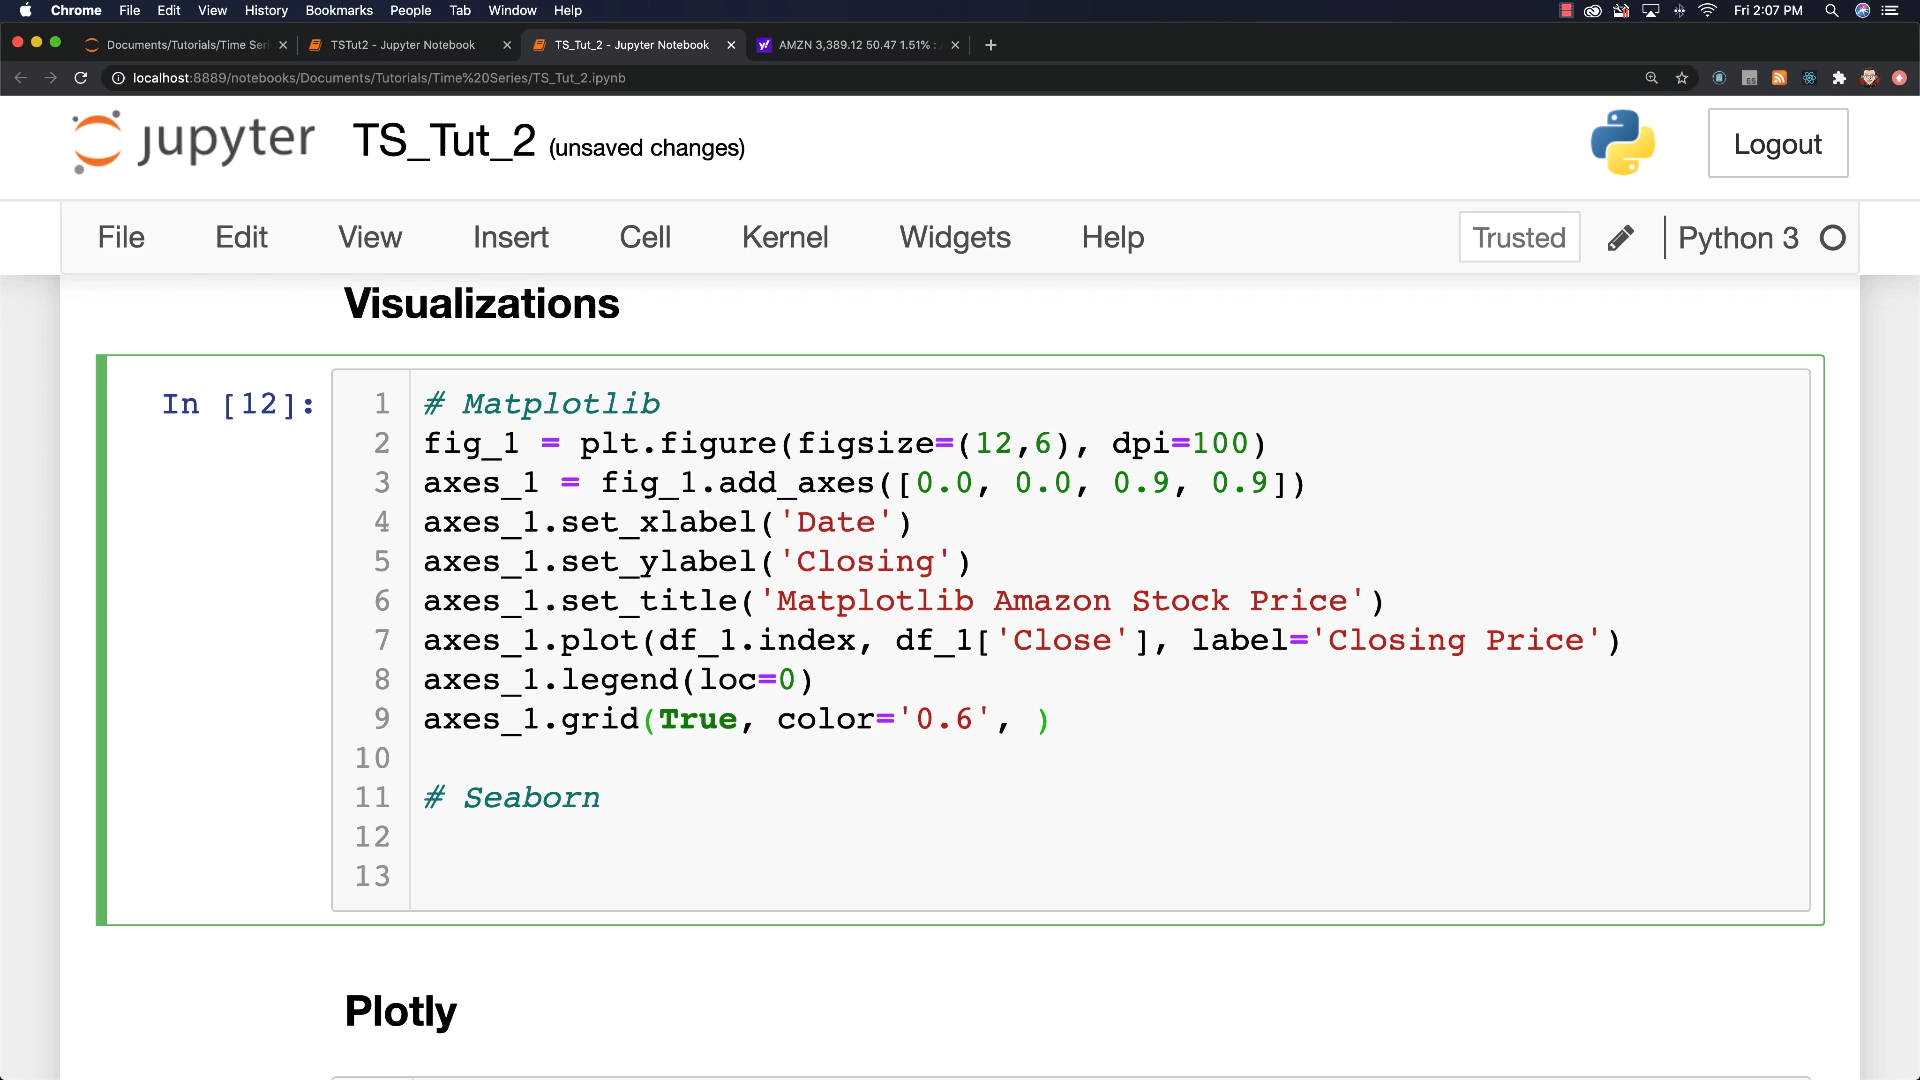 Chrome File Edit View History Bookmarks People Tab Window Help Fri 2:07 PM
Documents/Tutorials/Time Seri TSTut2 - Jupyter Notebook TS_Tut_2 - Jupyter Notebook AMZN 3,389.12 50.47 1.51% :
localhost:8889/notebooks/Documents/Tutorials/Time%20Series/TS_Tut_2.ipynb
jupyter TS_Tut_2 (unsaved changes) Logout
File Edit View Insert Cell Kernel Widgets Help Trusted Python 3
Visualizations
In [12]:
1 # Matplotlib
2 fig_1 = plt.figure(figsize=(12,6), dpi=100)
3 axes_1 = fig_1.add_axes([0.0, 0.0, 0.9, 0.9])
4 axes_1.set_xlabel('Date')
5 axes_1.set_ylabel('Closing')
6 axes_1.set_title('Matplotlib Amazon Stock Price')
7 axes_1.plot(df_1.index, df_1['Close'], label='Closing Price')
8 axes_1.legend(loc=0)
9 axes_1.grid(True, color='0.6', )
10
11 # Seaborn
12
13
Plotly